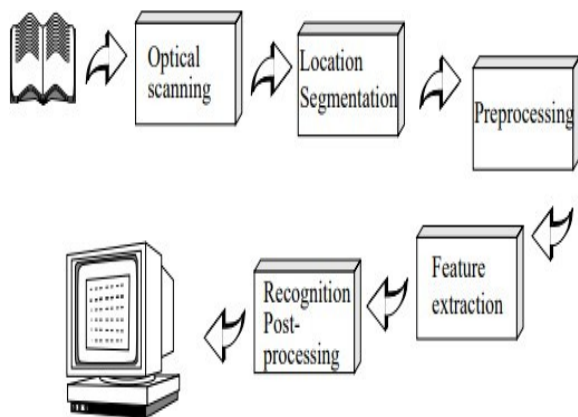 Optical
scanning
Location
Segmentation
Preprocessing
Feature
extraction
Recognition
Post-
processing